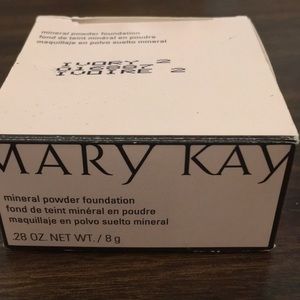 mineral powder foundation
fond de teint minéral en poudre
maquillaje en polvo suelto mineral
IVORY 2
IVOIRE 2
MARY KAY
mineral powder foundation
fond de teint minéral en poudre
maquillaje en polvo suelto mineral
.28 OZ. NET WT. / 8 g